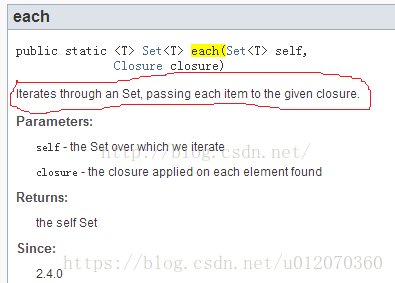 each
public static <T> Set<T> each(Set<T> self,
Closure closure)
Iterates through an Set, passing each item to the given closure.
Parameters:
self - the Set over which we iterate
http://blog.csdn.net/
closure - the closure applied on each element found
Returns:
the self Set
Since:
https://blog.csdn.net/u012070360
2.4.0